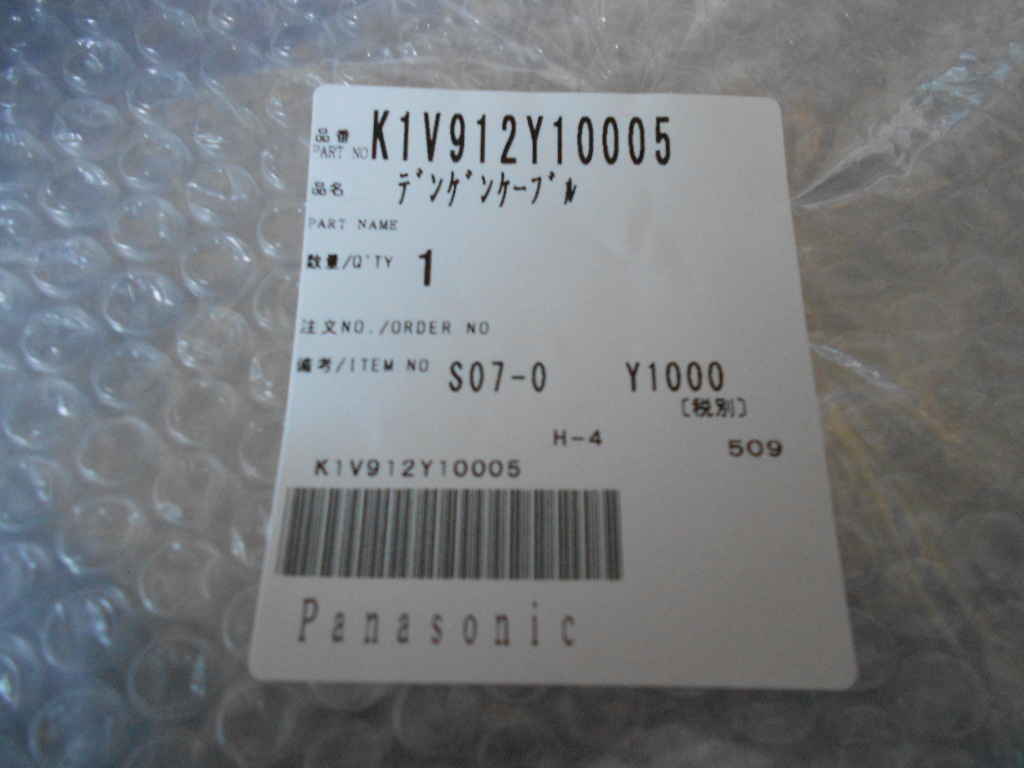 品番 K1V912Y10005
PART NO
品名 デンゲンケーブル
PART NAME
数量/Q'TY 1
注文NO./ORDER NO
備考/ITEM NO S07-0 Y1000
〔税別〕
H-4 509
K1V912Y10005
Panasonic